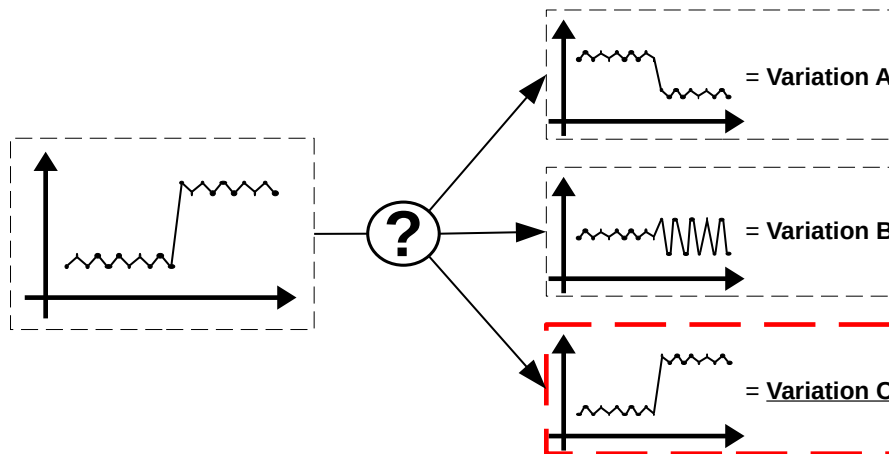 = Variation A
?
= Variation B
= Variation C